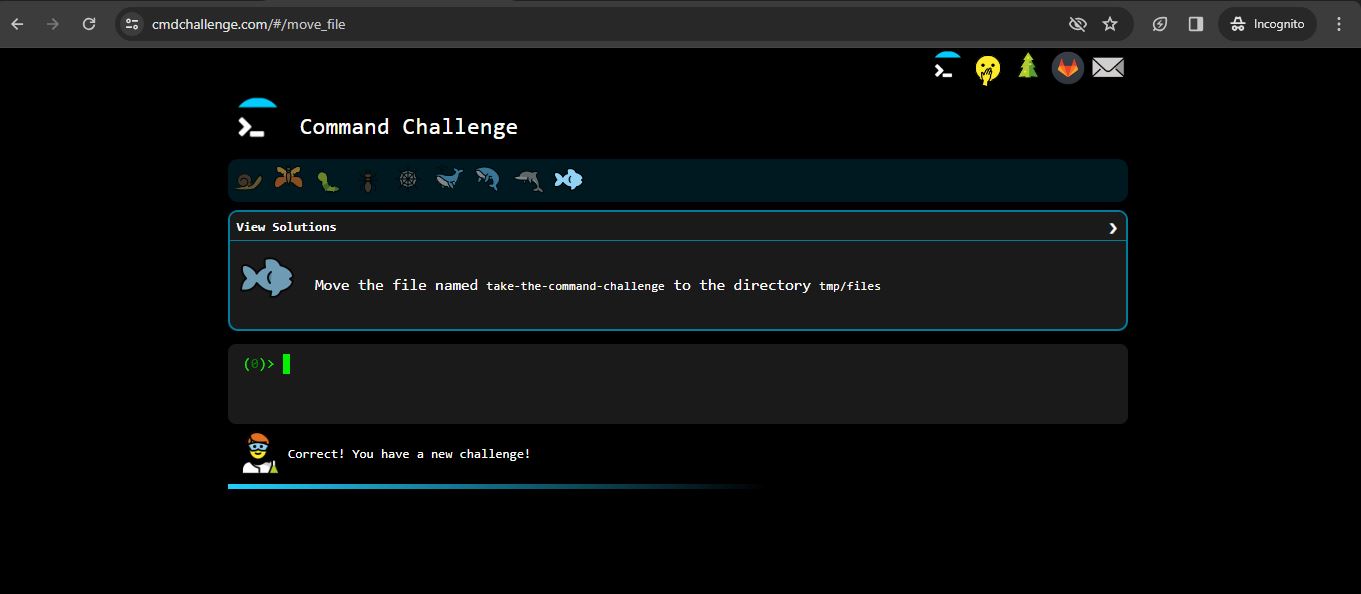 cmdchallenge.com/#/move_file
Incognito
Command Challenge
View Solutions
Move the file named take-the-command-challenge to the directory tmp/files
(0)>
Correct! You have a new challenge!